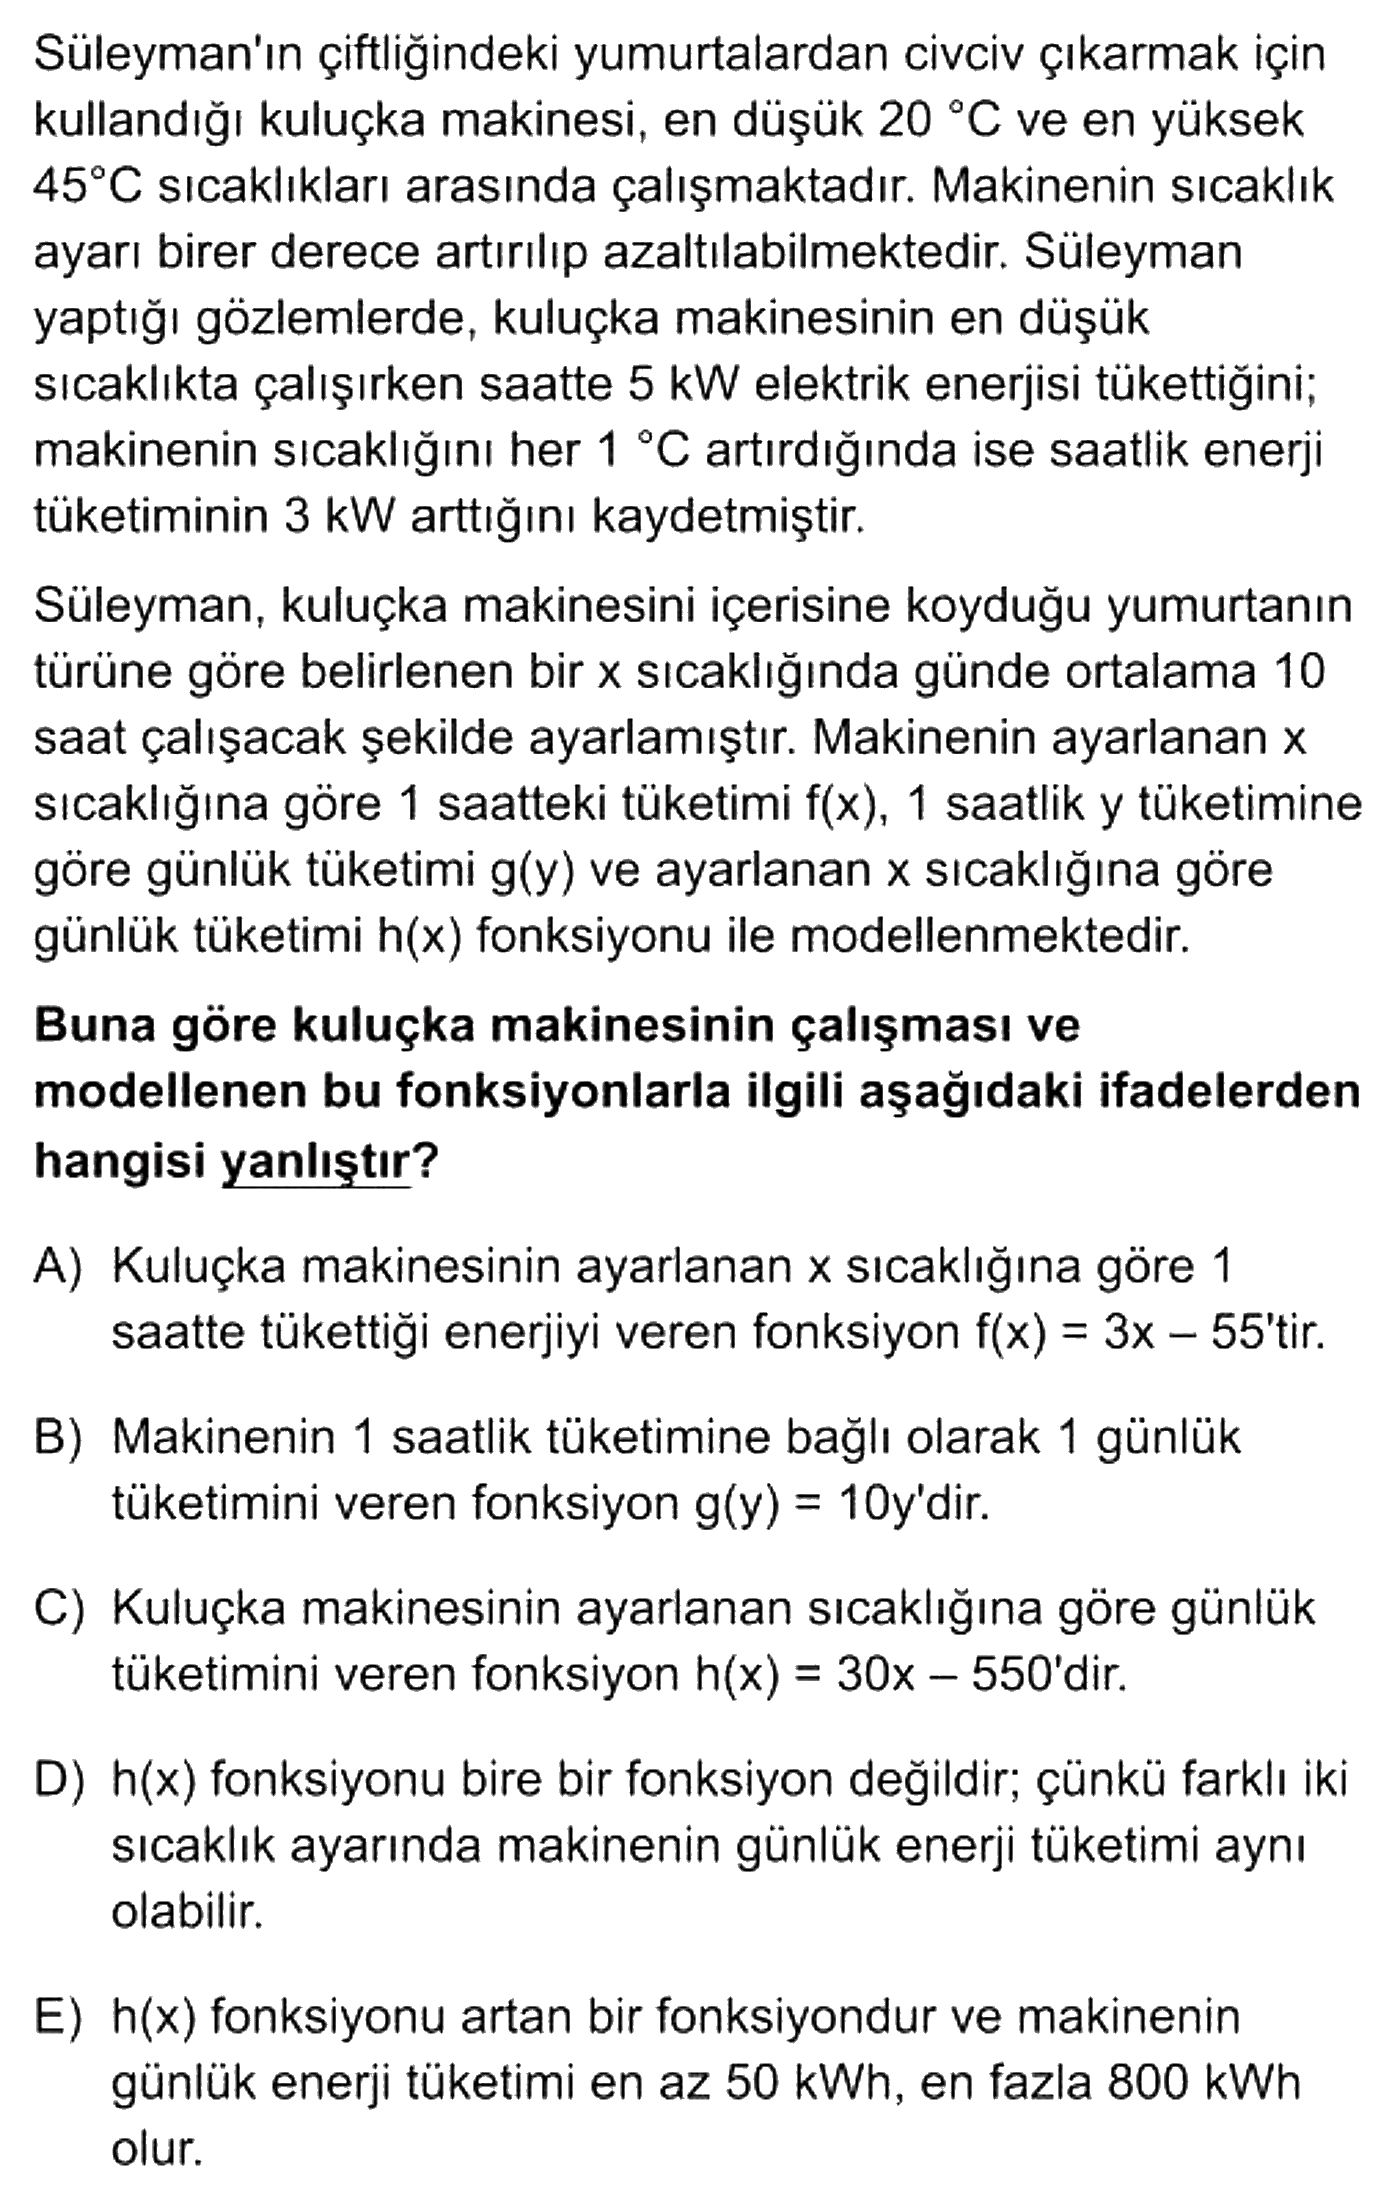 Süleyman'ın çiftliğindeki yumurtalardan civciv çıkarmak için
kullandığı kuluçka makinesi, en düşük 20 °C ve en yüksek
45°C sıcaklıkları arasında çalışmaktadır. Makinenin sıcaklık
ayarı birer derece artırılıp azaltılabilmektedir. Süleyman
yaptığı gözlemlerde, kuluçka makinesinin en düşük
sıcaklıkta çalışırken saatte 5 kW elektrik enerjisi tükettiğini;
makinenin sıcaklığını her 1 °C artırdığında ise saatlik enerji
tüketiminin 3 kW arttığını kaydetmiştir.
Süleyman, kuluçka makinesini içerisine koyduğu yumurtanın
türüne göre belirlenen bir x sıcaklığında günde ortalama 10
saat çalışacak şekilde ayarlamıştır. Makinenin ayarlanan x
sıcaklığına göre 1 saatteki tüketimi f(x), 1 saatlik y tüketimine
göre günlük tüketimi g(y) ve ayarlanan x sıcaklığına göre
günlük tüketimi h(x) fonksiyonu ile modellenmektedir.
Buna göre kuluçka makinesinin çalışması ve
modellenen bu fonksiyonlarla ilgili aşağıdaki ifadelerden
hangisi yanlıştır?
A) Kuluçka makinesinin ayarlanan x sıcaklığına göre 1
saatte tükettiği enerjiyi veren fonksiyon f(x) = 3x – 55'tir.
B) Makinenin 1 saatlik tüketimine bağlı olarak 1 günlük
tüketimini veren fonksiyon g(y) = 10y'dir.
C) Kuluçka makinesinin ayarlanan sıcaklığına göre günlük
tüketimini veren fonksiyon h(x) = 30x – 550'dir.
D) h(x) fonksiyonu bire bir fonksiyon değildir; çünkü farklı iki
sıcaklık ayarında makinenin günlük enerji tüketimi aynı
olabilir.
E) h(x) fonksiyonu artan bir fonksiyondur ve makinenin
günlük enerji tüketimi en az 50 kWh, en fazla 800 kWh
olur.